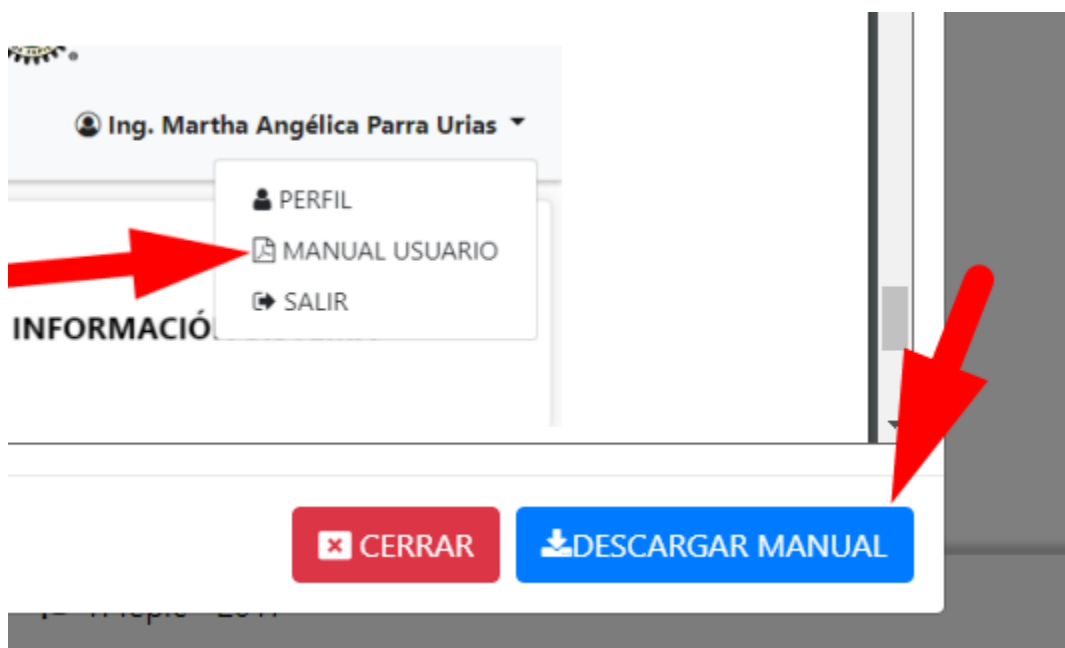 Ing. Martha Angélica Parra Urias
PERFIL
MANUAL USUARIO
SALIR
INFORMACIÓ
CERRAR
DESCARGAR MANUAL